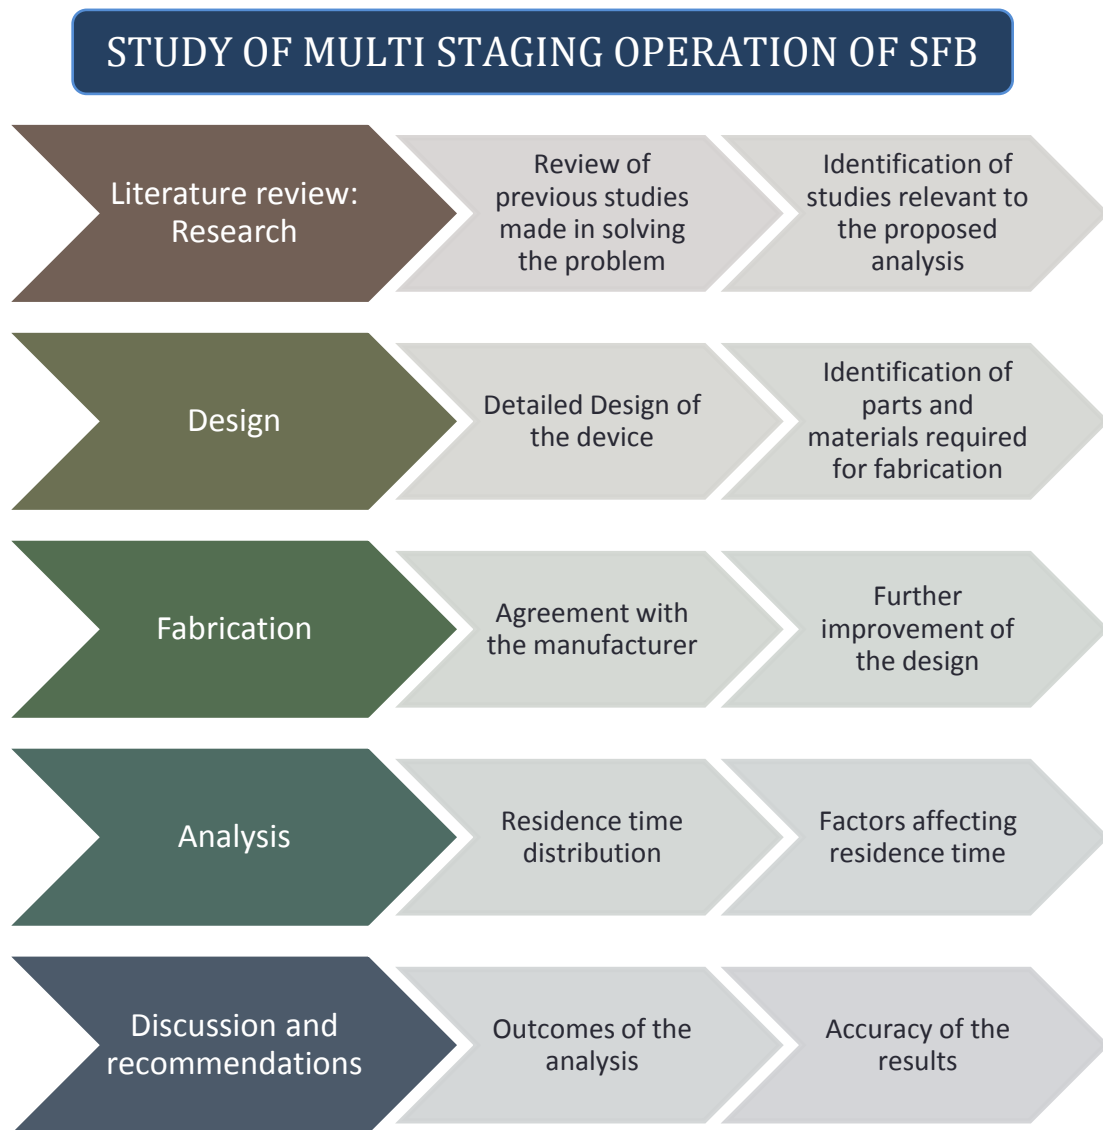 STUDY OF MULTI STAGING OPERATION OF SFB
Literature review:
Research
Review of
previous studies
made in solving
the problem
Identification of
studies relevant to
the proposed
analysis
Design
Detailed Design of
the device
Identification of
parts and
materials required
for fabrication
Fabrication
Agreement with
the manufacturer
Further
improvement of
the design
Analysis
Residence time
distribution
Factors affecting
residence time
Discussion and
recommendations
Outcomes of the
analysis
Accuracy of the
results